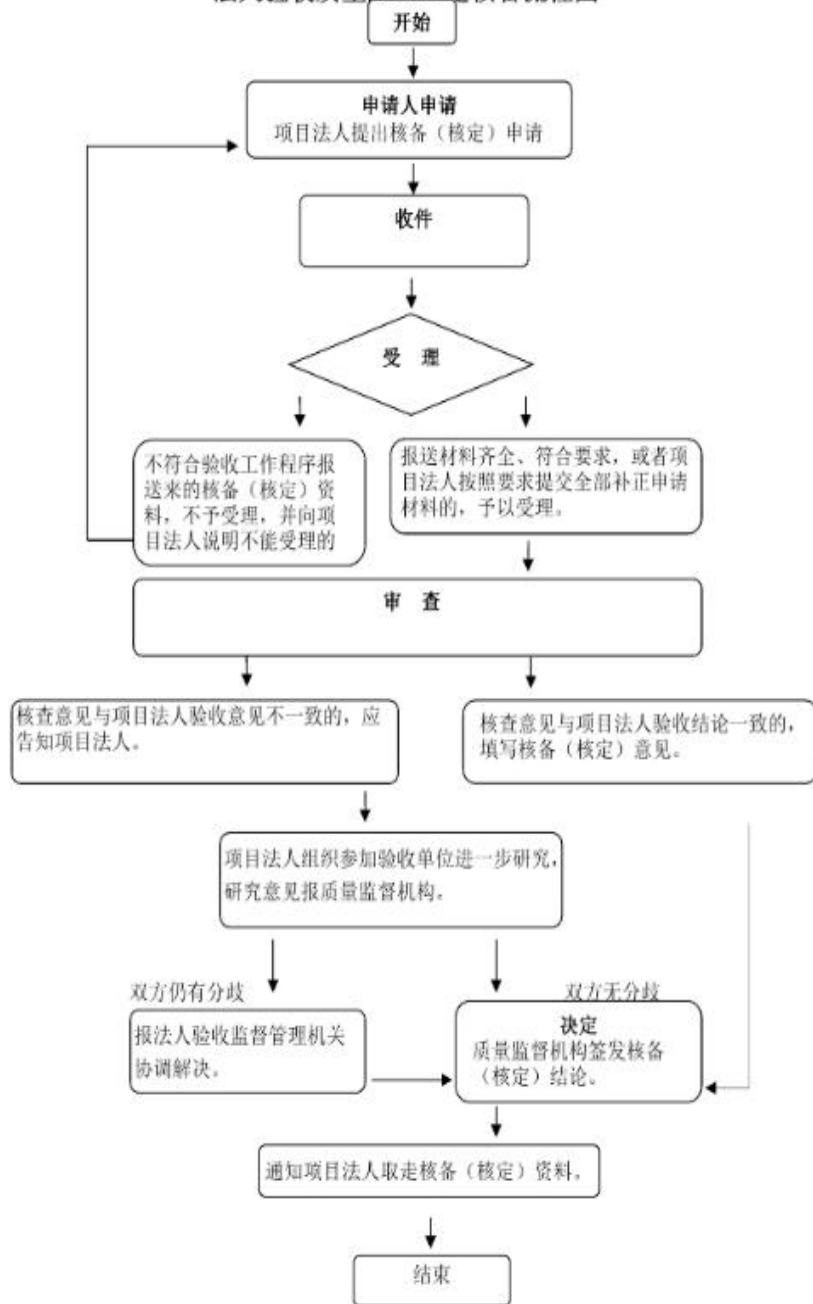 开始
申请人申请
项目法人提出核备（核定）申请
收件
受 理
不符合验收工作程序报
送来的核备（核定）资
料，不予受理，并向项
目法人说明不能受理的
报送材料齐全、符合要求，或者项
目法人按照要求提交全部补正申请
材料的，予以受理。
审 查
核查意见与项目法人验收意见不一致的，应
告知项目法人。
核查意见与项目法人验收结论一致的，
填写核备（核定）意见。
项目法人组织参加验收单位进一步研究，
研究意见报质量监督机构。
双方仍有分歧
双方无分歧
报法人验收监督管理机关
协调解决。
决定
质量监督机构签发核备
（核定）结论。
通知项目法人取走核备（核定）资料。
结束